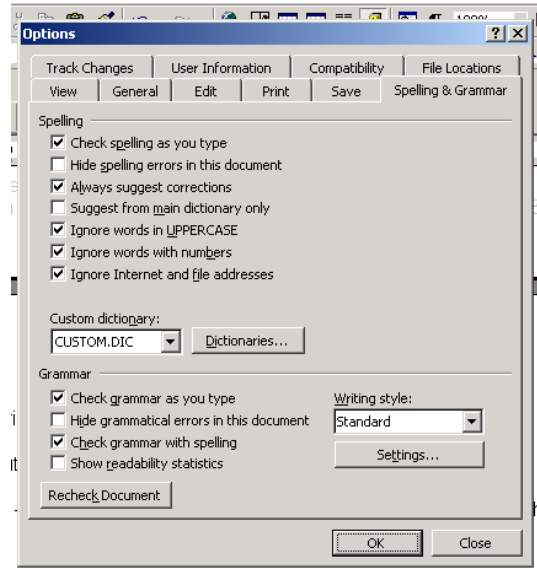 100%
Options
Track Changes User Information Compatibility File Locations
View General Edit Print Save Spelling & Grammar
Spelling
Check spelling as you type
Hide spelling errors in this document
Always suggest corrections
Suggest from main dictionary only
Ignore words in UPPERCASE
Ignore words with numbers
Ignore Internet and file addresses
Custom dictionary:
CUSTOM.DIC Dictionaries...
Grammar
Check grammar as you type Writing style:
Hide grammatical errors in this document Standard
Check grammar with spelling
Show readability statistics Settings...
Recheck Document
OK Close